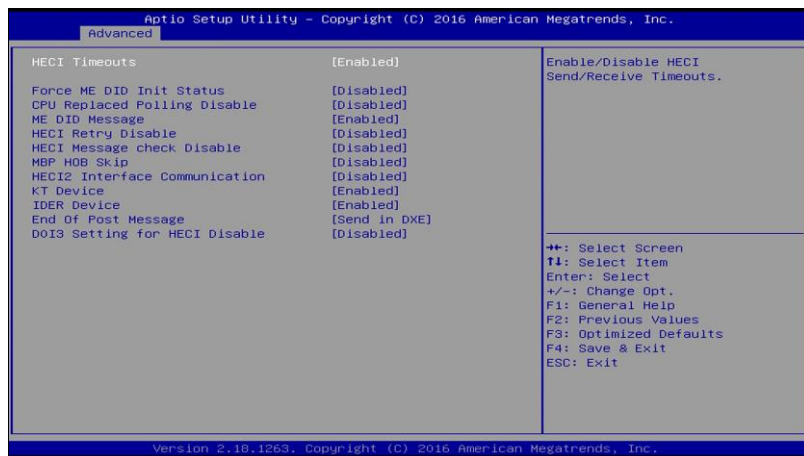 Aptio Setup Utility – Copyright (C) 2016 American Megatrends, Inc.
Advanced
HECI Timeouts [Enabled]
Force ME DID Init Status [Disabled]
CPU Replaced Polling Disable [Disabled]
ME DID Message [Enabled]
HECI Retry Disable [Disabled]
HECI Message check Disable [Disabled]
MBP HOB Skip [Disabled]
HECI2 Interface Communication [Disabled]
KT Device [Enabled]
IDER Device [Enabled]
End Of Post Message [Send in DXE]
D0I3 Setting for HECI Disable [Disabled]
Enable/Disable HECI
Send/Receive Timeouts.
→←: Select Screen
↑↓: Select Item
Enter: Select
+/-: Change Opt.
F1: General Help
F2: Previous Values
F3: Optimized Defaults
F4: Save & Exit
ESC: Exit
Version 2.18.1263. Copyright (C) 2016 American Megatrends, Inc.